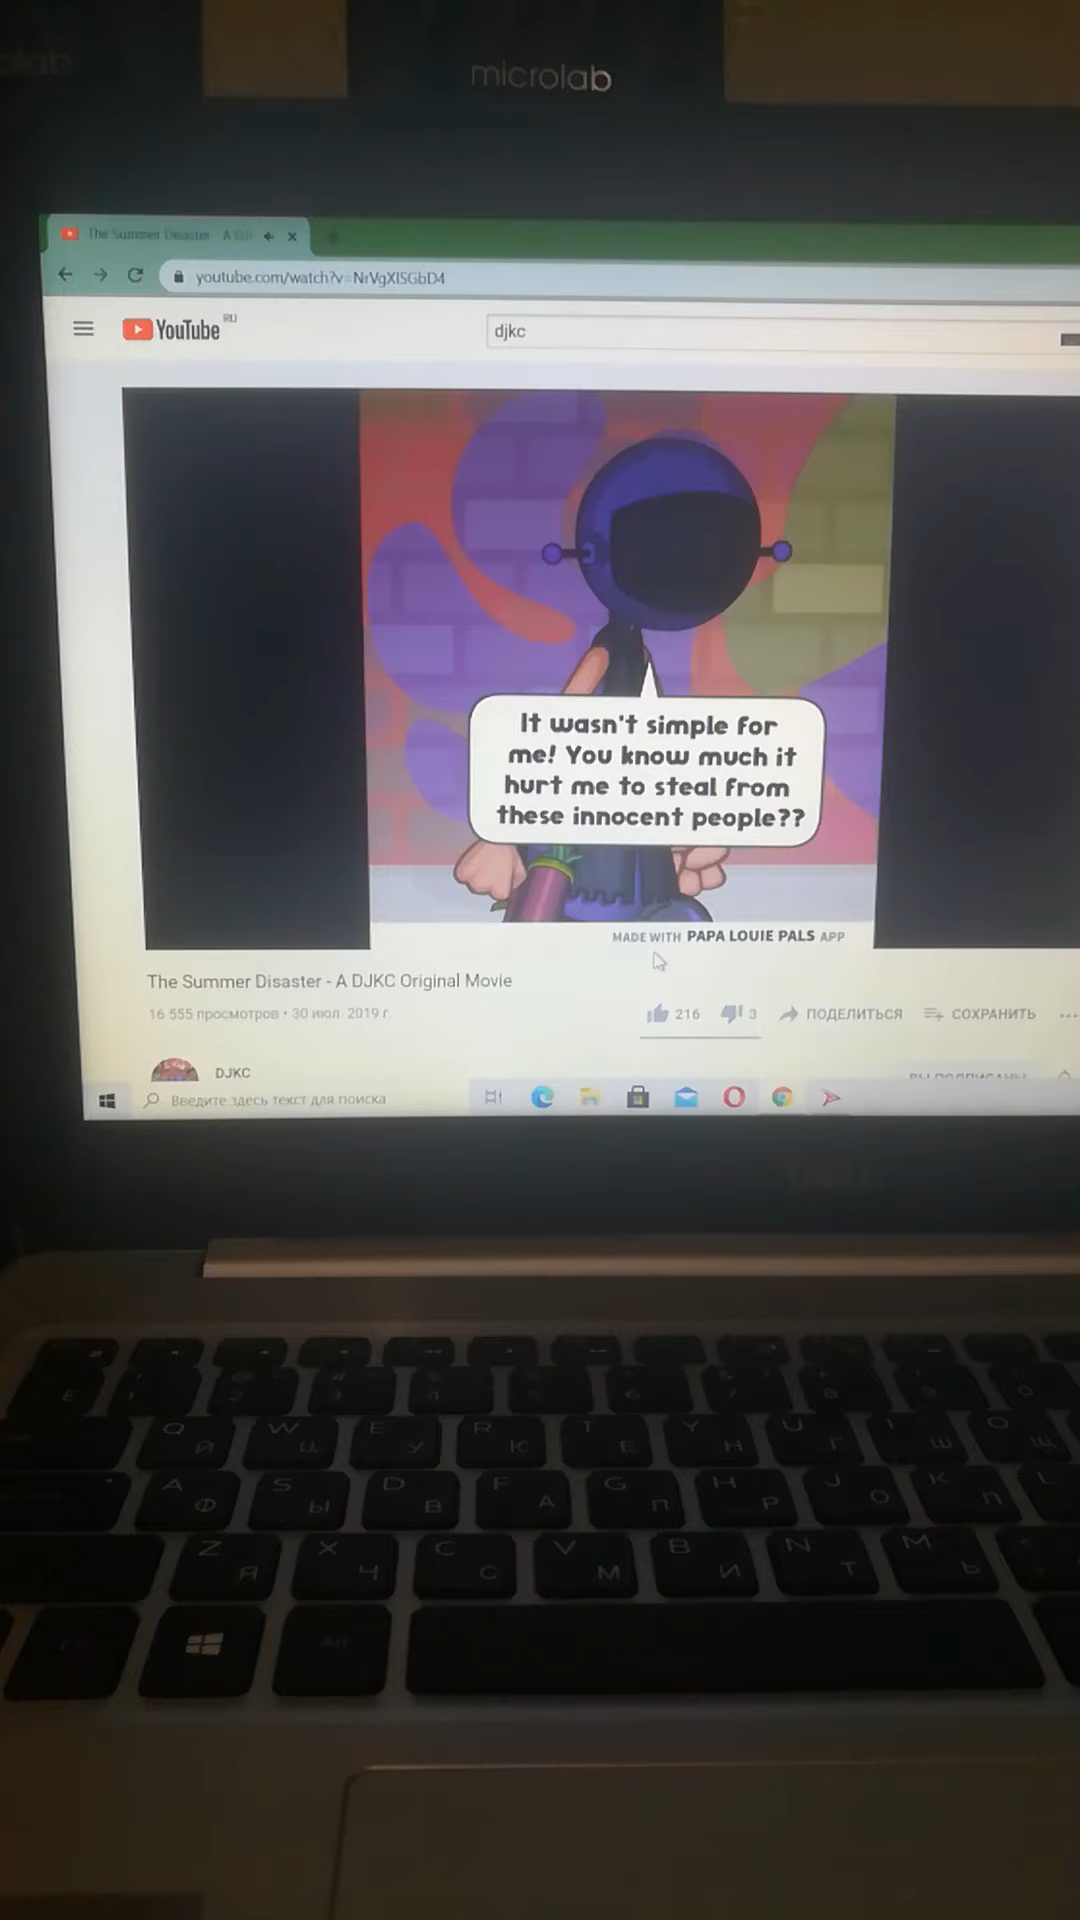 microlab
The Summer Disaster - A DJ
youtube.com/watch?v=NrVgXlSGbD4
YouTube RU
djkc
It wasn't simple for
me! You know much it
hurt me to steal from
these innocent people??
MADE WITH PAPA LOUIE PALS APP
The Summer Disaster - A DJKC Original Movie
16 555 просмотров • 30 июл. 2019 г.
216 3 ПОДЕЛИТЬСЯ СОХРАНИТЬ
DJKC
Введите здесь текст для поиска
Q Й W Ц E У R К T Е Y Н U Г I Ш O Щ
A Ф S Ы D В F А G П H Р J О K Л L
Z Я X Ч C С V М B И N Т M Ь
Alt